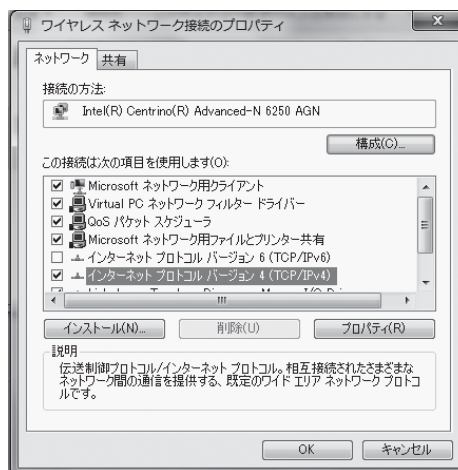 ワイヤレス ネットワーク接続のプロパティ
ネットワーク 共有
接続の方法:
Intel(R) Centrino(R) Advanced-N 6250 AGN
構成(C)...
この接続は次の項目を使用します(O):
Microsoft ネットワーク用クライアント
Virtual PC ネットワーク フィルター ドライバー
QoS パケット スケジューラ
Microsoft ネットワーク用ファイルとプリンター共有
インターネット プロトコル バージョン 6 (TCP/IPv6)
インターネット プロトコル バージョン 4 (TCP/IPv4)
インストール(N)... 削除(U) プロパティ(R)
説明
伝送制御プロトコル/インターネット プロトコル。相互接続されたさまざまな
ネットワーク間の通信を提供する、既定のワイド エリア ネットワーク プロトコ
ルです。
OK キャンセル